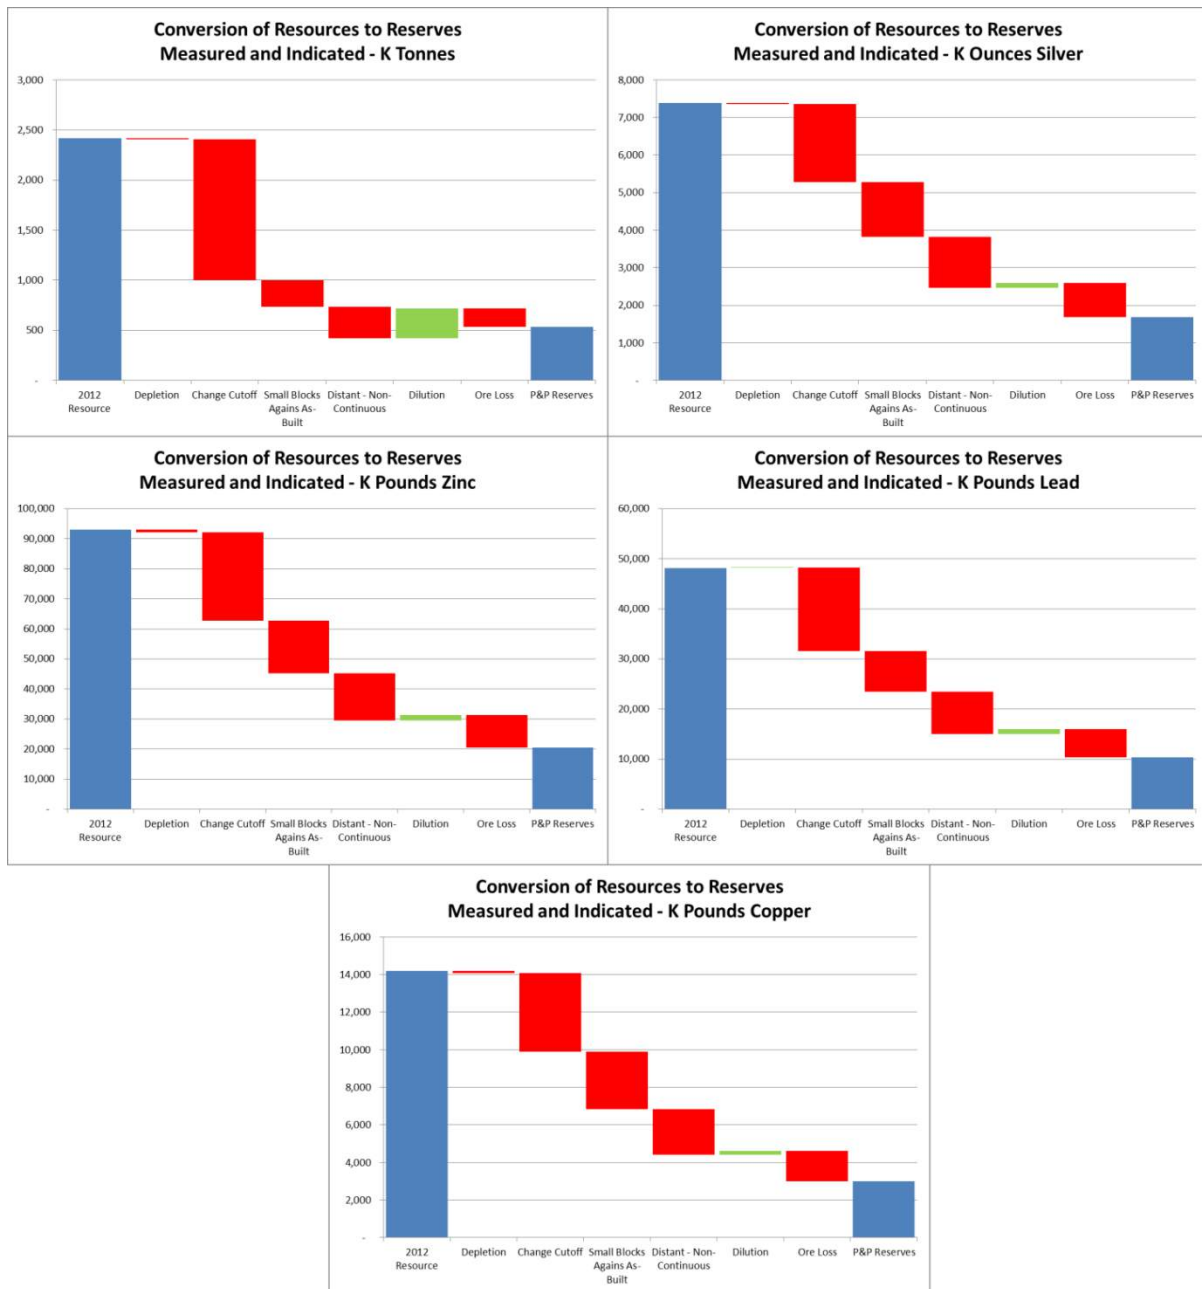 Conversion of Resources to Reserves
Measured and Indicated - K Tonnes
3,000
2,500
2,000
1,500
1,000
500
-
2012 Resource
Depletion
Change Cutoff
Small Blocks Agains As-Built
Distant - Non-Continuous
Dilution
Ore Loss
P&P Reserves
Conversion of Resources to Reserves
Measured and Indicated - K Ounces Silver
8,000
7,000
6,000
5,000
4,000
3,000
2,000
1,000
-
2012 Resource
Depletion
Change Cutoff
Small Blocks Agains As-Built
Distant - Non-Continuous
Dilution
Ore Loss
P&P Reserves
Conversion of Resources to Reserves
Measured and Indicated - K Pounds Zinc
100,000
90,000
80,000
70,000
60,000
50,000
40,000
30,000
20,000
10,000
-
2012 Resource
Depletion
Change Cutoff
Small Blocks Agains As-Built
Distant - Non-Continuous
Dilution
Ore Loss
P&P Reserves
Conversion of Resources to Reserves
Measured and Indicated - K Pounds Lead
60,000
50,000
40,000
30,000
20,000
10,000
-
2012 Resource
Depletion
Change Cutoff
Small Blocks Agains As-Built
Distant - Non-Continuous
Dilution
Ore Loss
P&P Reserves
Conversion of Resources to Reserves
Measured and Indicated - K Pounds Copper
16,000
14,000
12,000
10,000
8,000
6,000
4,000
2,000
-
2012 Resource
Depletion
Change Cutoff
Small Blocks Agains As-Built
Distant - Non-Continuous
Dilution
Ore Loss
P&P Reserves